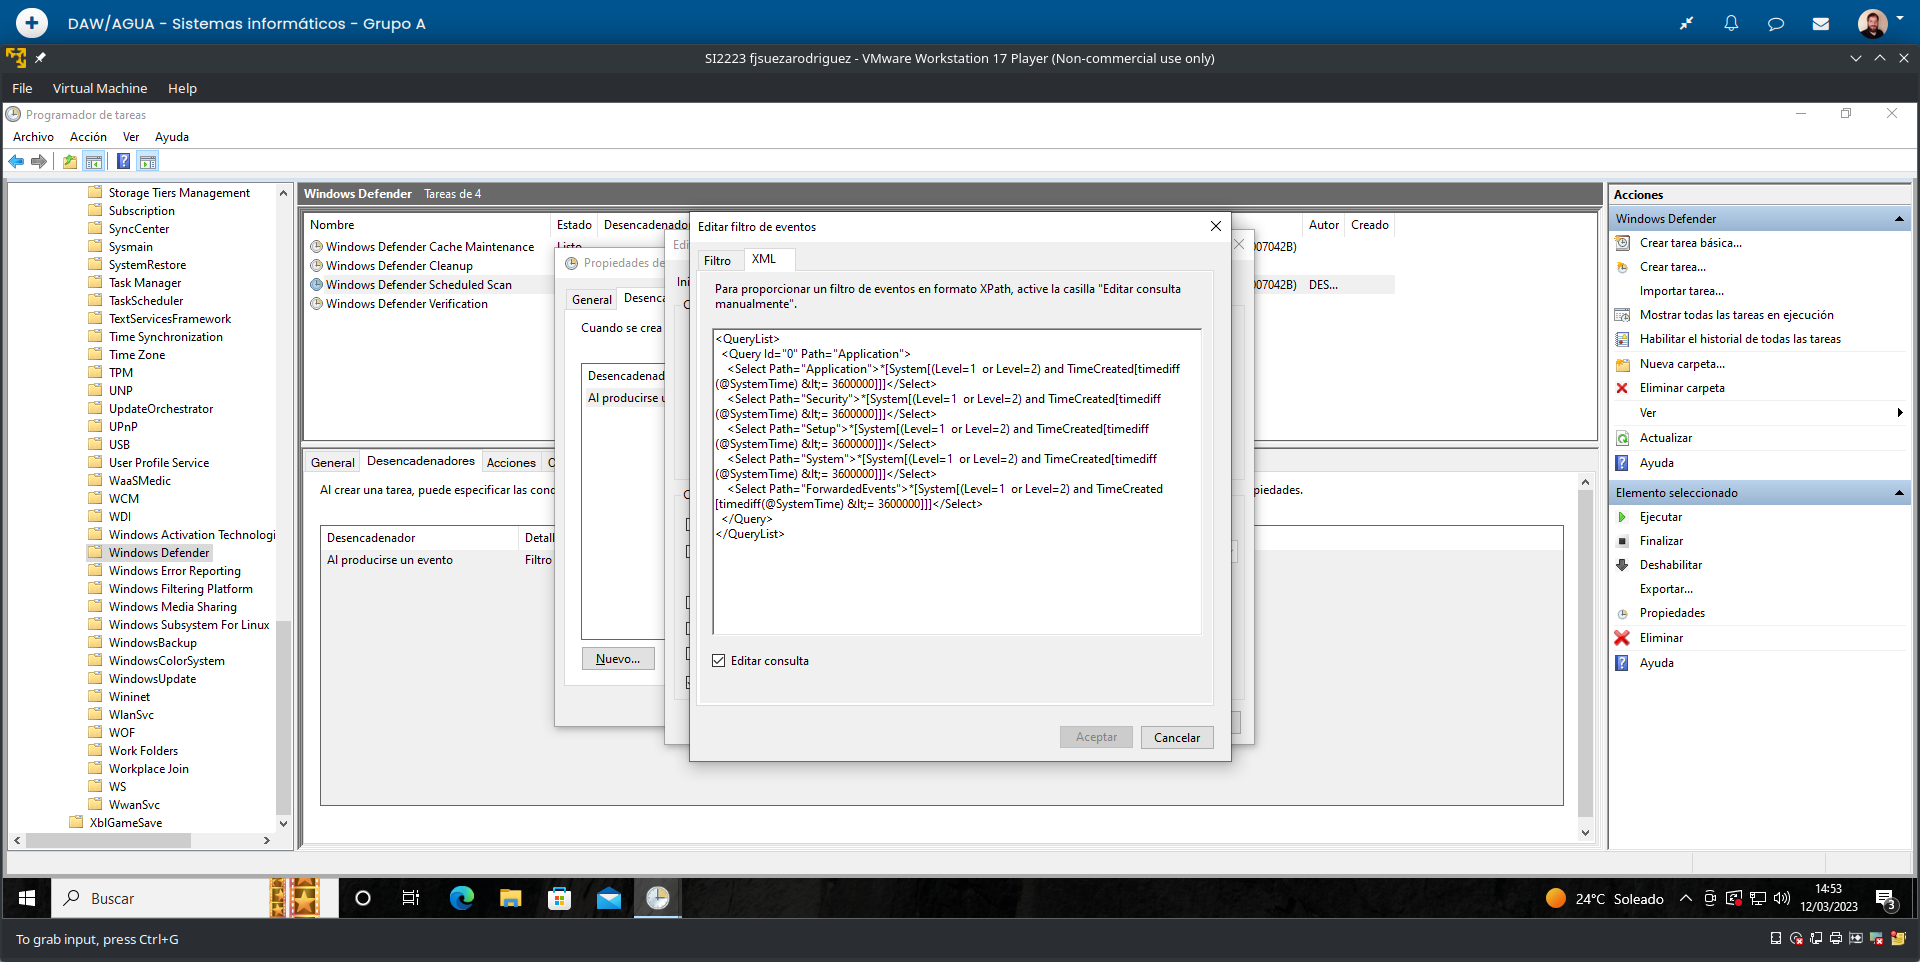 DAW/AGUA - Sistemas informáticos - Grupo A
SI2223 fjsuezarodriguez - VMware Workstation 17 Player (Non-commercial use only)
File Virtual Machine Help
Programador de tareas
Archivo Acción Ver Ayuda
Storage Tiers Management
Subscription
SyncCenter
Sysmain
SystemRestore
Task Manager
TaskScheduler
TextServicesFramework
Time Synchronization
Time Zone
TPM
UNP
UpdateOrchestrator
UPnP
USB
User Profile Service
WaaSMedic
WCM
WDI
Windows Activation Technologi
Windows Defender
Windows Error Reporting
Windows Filtering Platform
Windows Media Sharing
Windows Subsystem For Linux
WindowsBackup
WindowsColorSystem
WindowsUpdate
Wininet
WlanSvc
WOF
Work Folders
Workplace Join
WS
WwanSvc
XblGameSave
Windows Defender Tareas de 4
Nombre Estado Desencadenado Autor Creado
Windows Defender Cache Maintenance Listo 007042B)
Windows Defender Cleanup
Windows Defender Scheduled Scan 007042B) DES...
Windows Defender Verification
General Desencadenadores Acciones C
Al crear una tarea, puede especificar las cond piedades.
Desencadenador Detall
Al producirse un evento Filtro
Propiedades de
General Desenca
Cuando se crea
Desencadenad
Al producirse u
Nuevo...
Edi
Ini
Editar filtro de eventos
Filtro XML
Para proporcionar un filtro de eventos en formato XPath, active la casilla "Editar consulta
manualmente".
<QueryList>
<Query Id="0" Path="Application">
<Select Path="Application">*[System[(Level=1 or Level=2) and TimeCreated[timediff
(@SystemTime) &lt;= 3600000]]]</Select>
<Select Path="Security">*[System[(Level=1 or Level=2) and TimeCreated[timediff
(@SystemTime) &lt;= 3600000]]]</Select>
<Select Path="Setup">*[System[(Level=1 or Level=2) and TimeCreated[timediff
(@SystemTime) &lt;= 3600000]]]</Select>
<Select Path="System">*[System[(Level=1 or Level=2) and TimeCreated[timediff
(@SystemTime) &lt;= 3600000]]]</Select>
<Select Path="ForwardedEvents">*[System[(Level=1 or Level=2) and TimeCreated
[timediff(@SystemTime) &lt;= 3600000]]]</Select>
</Query>
</QueryList>
Editar consulta
Aceptar Cancelar
Acciones
Windows Defender
Crear tarea básica...
Crear tarea...
Importar tarea...
Mostrar todas las tareas en ejecución
Habilitar el historial de todas las tareas
Nueva carpeta...
Eliminar carpeta
Ver
Actualizar
Ayuda
Elemento seleccionado
Ejecutar
Finalizar
Deshabilitar
Exportar...
Propiedades
Eliminar
Ayuda
Buscar
24°C Soleado
14:53
12/03/2023
3
To grab input, press Ctrl+G